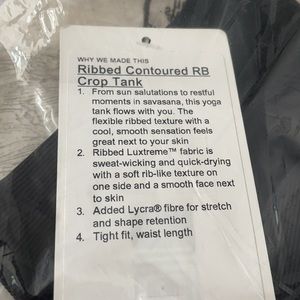 WHY WE MADE THIS
Ribbed Contoured RB
Crop Tank
1. From sun salutations to restful
moments in savasana, this yoga
tank flows with you. The
flexible ribbed texture with a
cool, smooth sensation feels
great next to your skin
2. Ribbed Luxtreme™ fabric is
sweat-wicking and quick-drying
with a soft rib-like texture on
one side and a smooth face next
to skin
3. Added Lycra® fibre for stretch
and shape retention
4. Tight fit, waist length